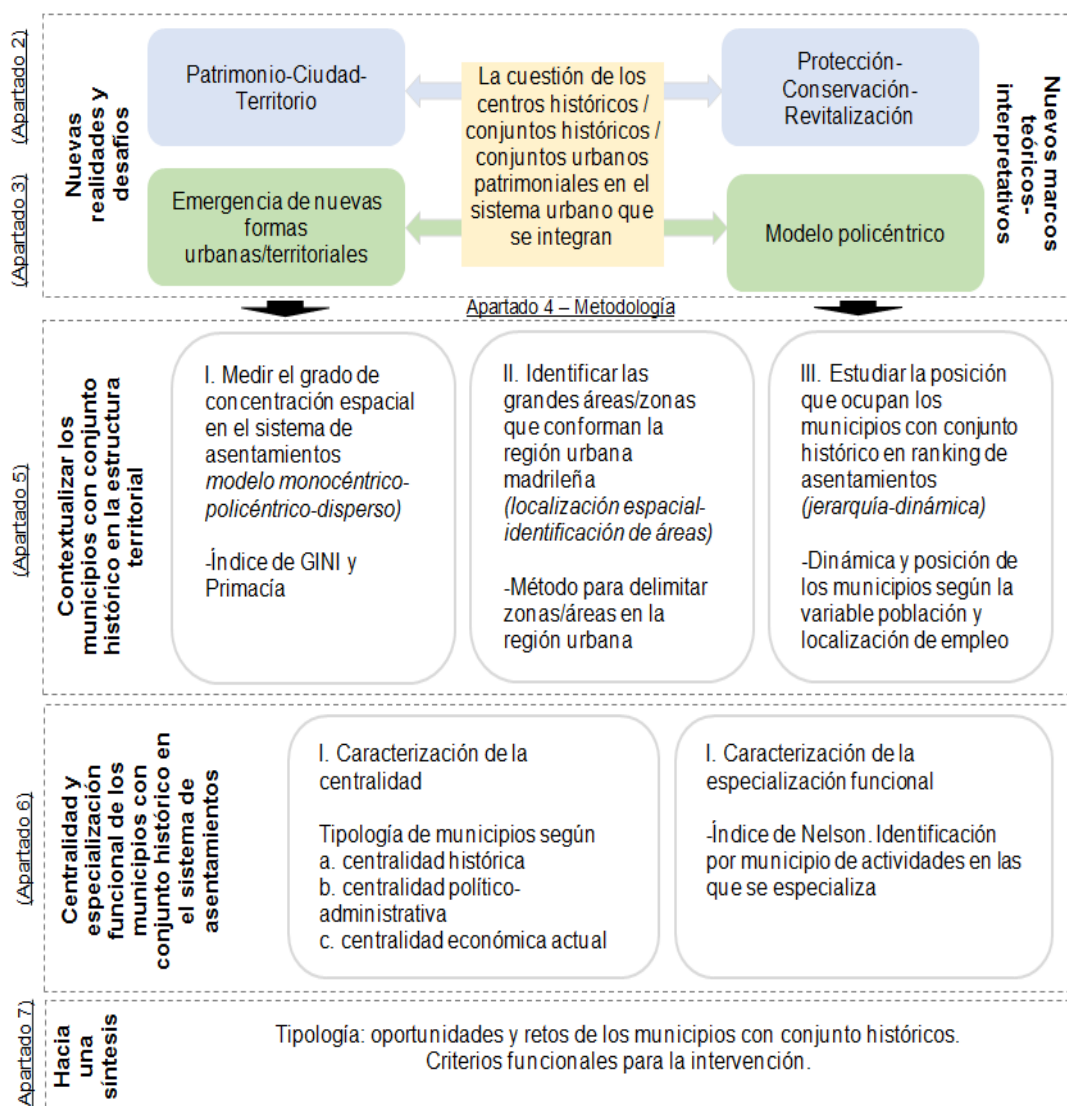 (Apartado 2)
(Apartado 3)
Nuevas
realidades y
desafíos
Patrimonio-Ciudad-
Territorio
La cuestión de los
centros históricos /
conjuntos históricos /
conjuntos urbanos
patrimoniales en el
sistema urbano que
se integran
Protección-
Conservación-
Revitalización
Emergencia de nuevas
formas
urbanas/territoriales
Modelo policéntrico
Nuevos marcos
teóricos-
interpretativos
Apartado 4 – Metodología
(Apartado 5)
Contextualizar los
municipios con conjunto
histórico en la estructura
territorial
I. Medir el grado de
concentración espacial
en el sistema de
asentamientos
modelo monocéntrico-
policéntrico-disperso)
-Índice de GINI y
Primacía
II. Identificar las
grandes áreas/zonas
que conforman la
región urbana
madrileña
(localización espacial-
identificación de áreas)
-Método para delimitar
zonas/áreas en la
región urbana
III. Estudiar la posición
que ocupan los
municipios con conjunto
histórico en ranking de
asentamientos
(jerarquía-dinámica)
-Dinámica y posición de
los municipios según la
variable población y
localización de empleo
(Apartado 6)
Centralidad y
especialización
funcional de los
municipios con
conjunto histórico en
el sistema de
asentamientos
I. Caracterización de la
centralidad
Tipología de municipios según
a. centralidad histórica
b. centralidad político-
administrativa
c. centralidad económica actual
I. Caracterización de la
especialización funcional
-Índice de Nelson. Identificación
por municipio de actividades en las
que se especializa
(Apartado 7)
Hacia
una
síntesis
Tipología: oportunidades y retos de los municipios con conjunto históricos.
Criterios funcionales para la intervención.